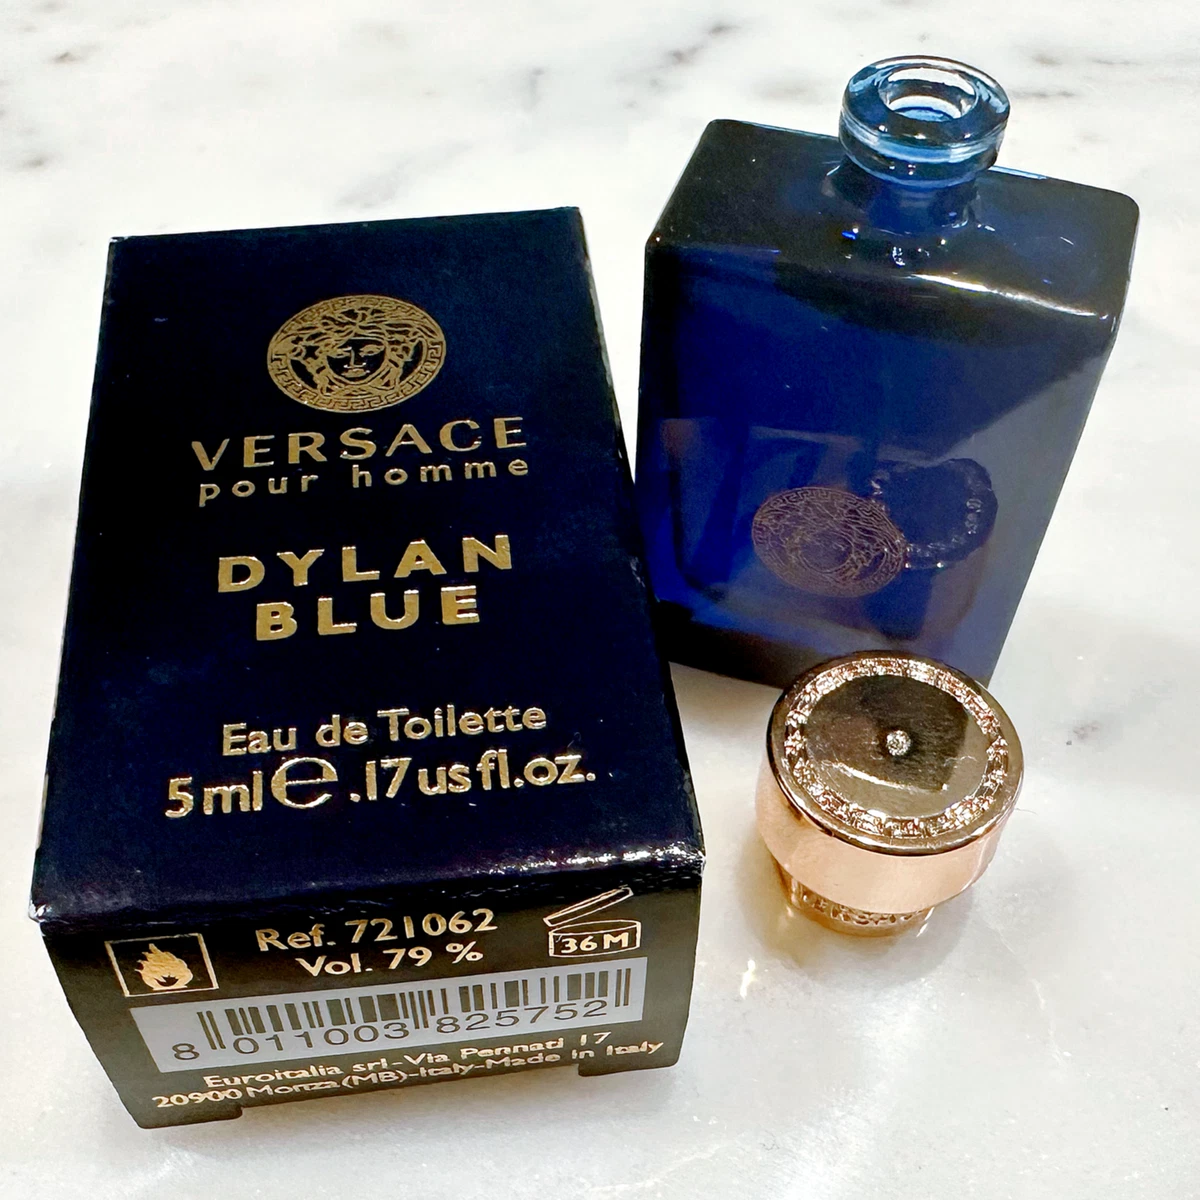 VERSACE
pour homme
DYLAN
BLUE
Eau de Toilette
5 ml e .17 us fl.oz.
Ref. 721062
Vol. 79 %
36M
8 011003 825752
Euroitalia srl-Via Pennati 17
20900 Monza (MB)-Italy-Made in Italy